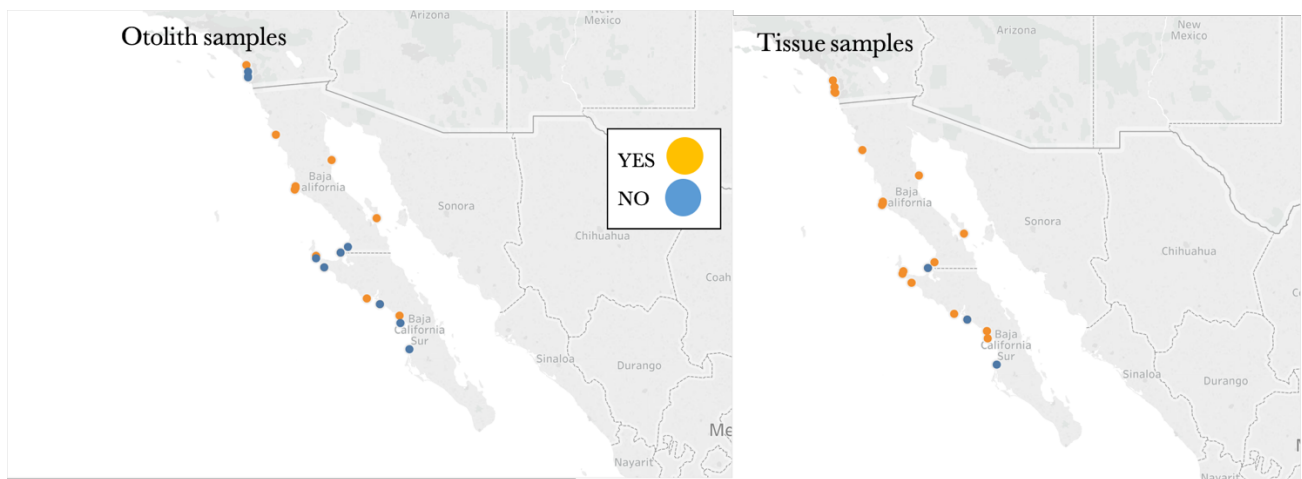 Otolith samples
Arizona
New
Mexico
YES
NO
Baja
California
Sonora
Chihuahua
Coah
Baja
California
Sur
Sinaloa
Durango
Me
Nayarit
Tissue samples
Arizona
New
Mexico
Baja
California
Sonora
Chihuahua
Baja
California
Sur
Sinaloa
Durango
Nayarit